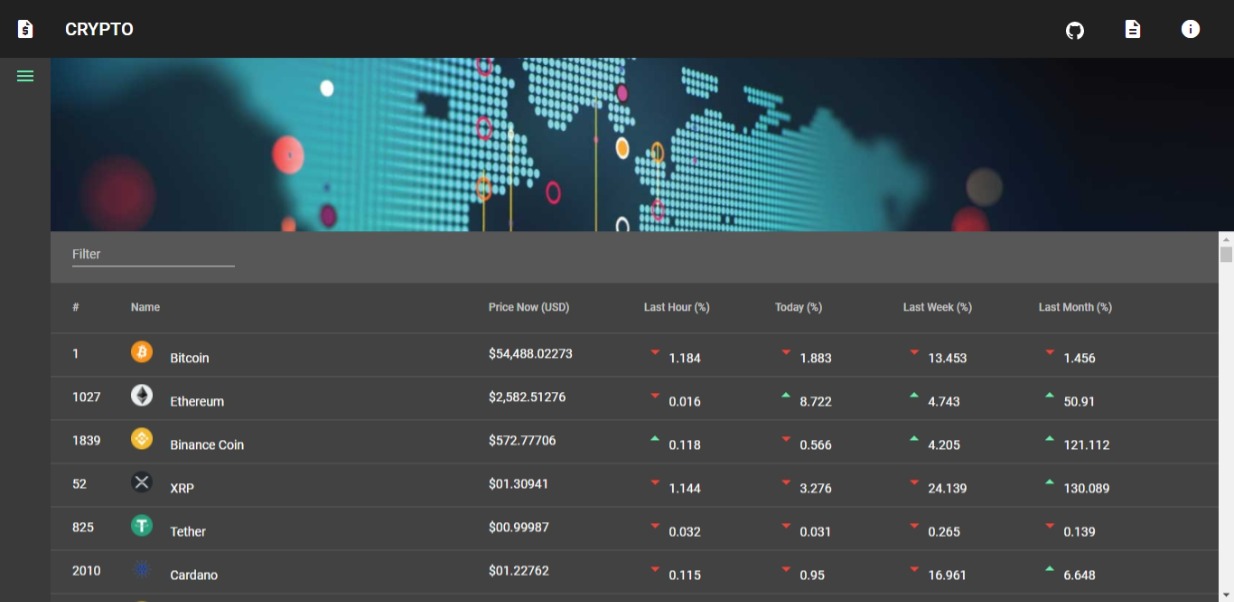 CRYPTO
Filter
# Name Price Now (USD) Last Hour (%) Today (%) Last Week (%) Last Month (%)
1 Bitcoin $54,488.02273 1.184 1.883 13.453 1.456
1027 Ethereum $2,582.51276 0.016 8.722 4.743 50.91
1839 Binance Coin $572.77706 0.118 0.566 4.205 121.112
52 XRP $01.30941 1.144 3.276 24.139 130.089
825 Tether $00.99987 0.032 0.031 0.265 0.139
2010 Cardano $01.22762 0.115 0.95 16.961 6.648